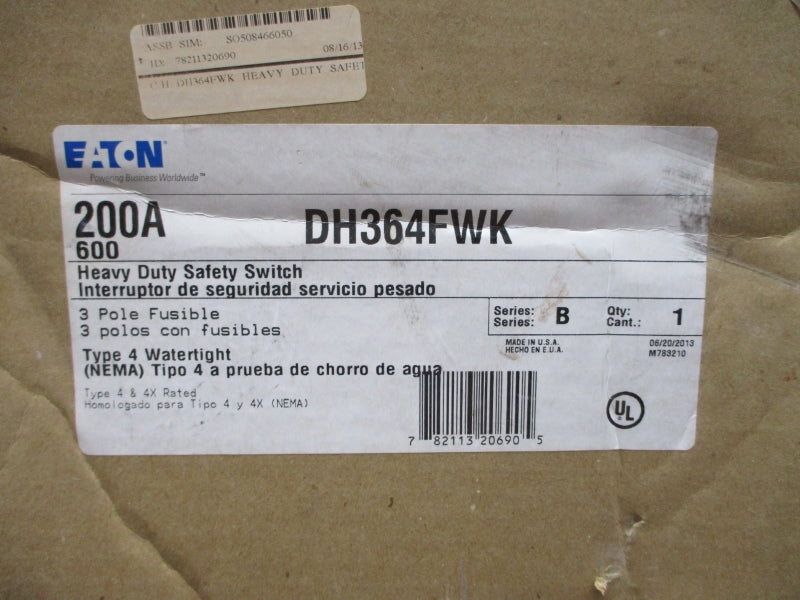 ASSB SIM: SO508466050
78211320690 08/16/13
C-H DH364FWK HEAVY DUTY SAFET
EATON
Powering Business Worldwide™
200A
600
DH364FWK
Heavy Duty Safety Switch
Interruptor de seguridad servicio pesado
3 Pole Fusible
3 polos con fusibles
Series: B Qty: 1
Series: Cant.:
MADE IN U.S.A. 06/20/2013
HECHO EN E.U.A. M783210
Type 4 Watertight
(NEMA) Tipo 4 a prueba de chorro de agua
Type 4 & 4X Rated
Homologado para Tipo 4 y 4X (NEMA)
UL
7 82113 20690 5